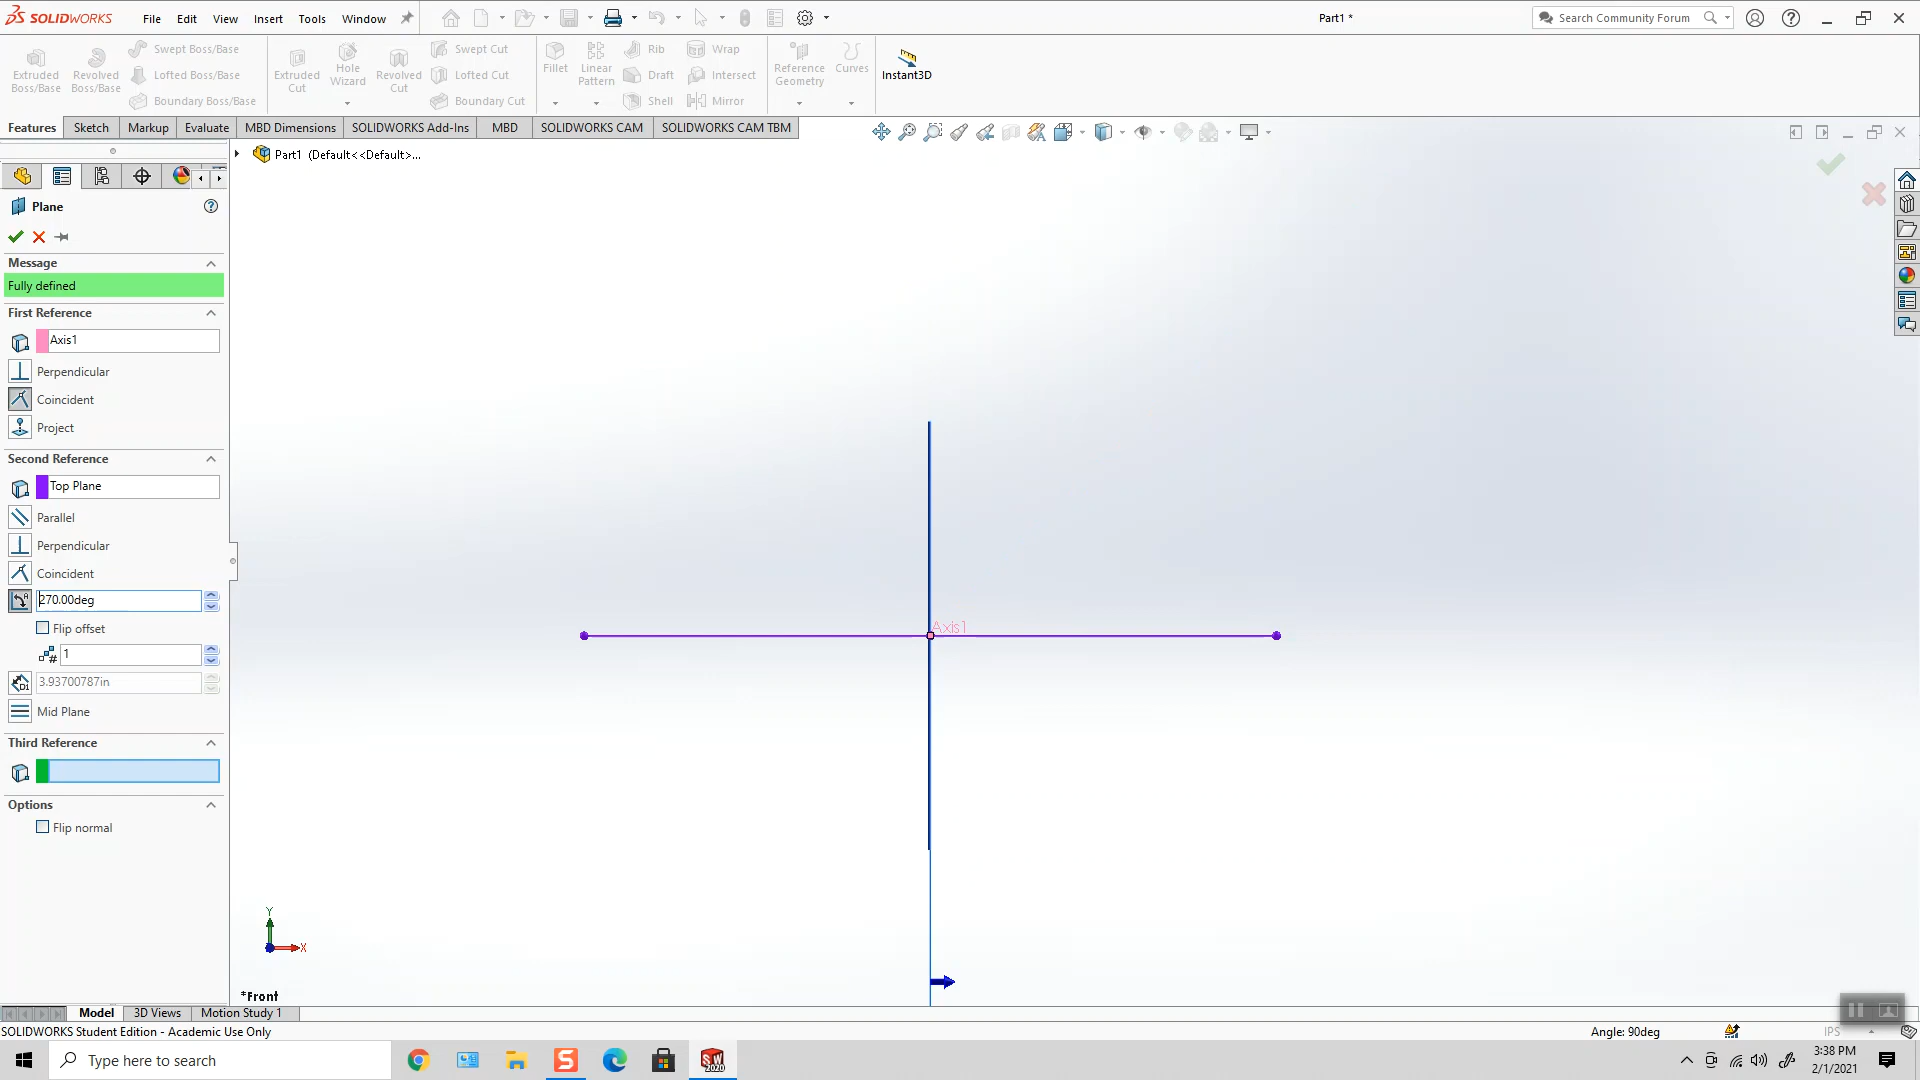 SOLIDWORKS File Edit View Insert Tools Window Part1 * Search Community Forum
Extruded Boss/Base
Revolved Boss/Base
Swept Boss/Base
Lofted Boss/Base
Boundary Boss/Base
Extruded Cut
Hole Wizard
Revolved Cut
Swept Cut
Lofted Cut
Boundary Cut
Fillet
Linear Pattern
Rib
Draft
Shell
Wrap
Intersect
Mirror
Reference Geometry
Curves
Instant3D
Features Sketch Markup Evaluate MBD Dimensions SOLIDWORKS Add-Ins MBD SOLIDWORKS CAM SOLIDWORKS CAM TBM
Part1 (Default<<Default>...
Plane
Message
Fully defined
First Reference
Axis1
Perpendicular
Coincident
Project
Second Reference
Top Plane
Parallel
Perpendicular
Coincident
270.00deg
Flip offset
# 1
D1 3.93700787in
Mid Plane
Third Reference
Options
Flip normal
Axis1
Y
X
*Front
Model 3D Views Motion Study 1
SOLIDWORKS Student Edition - Academic Use Only Angle: 90deg IPS
Type here to search
S
SW 2020
3:38 PM
2/1/2021